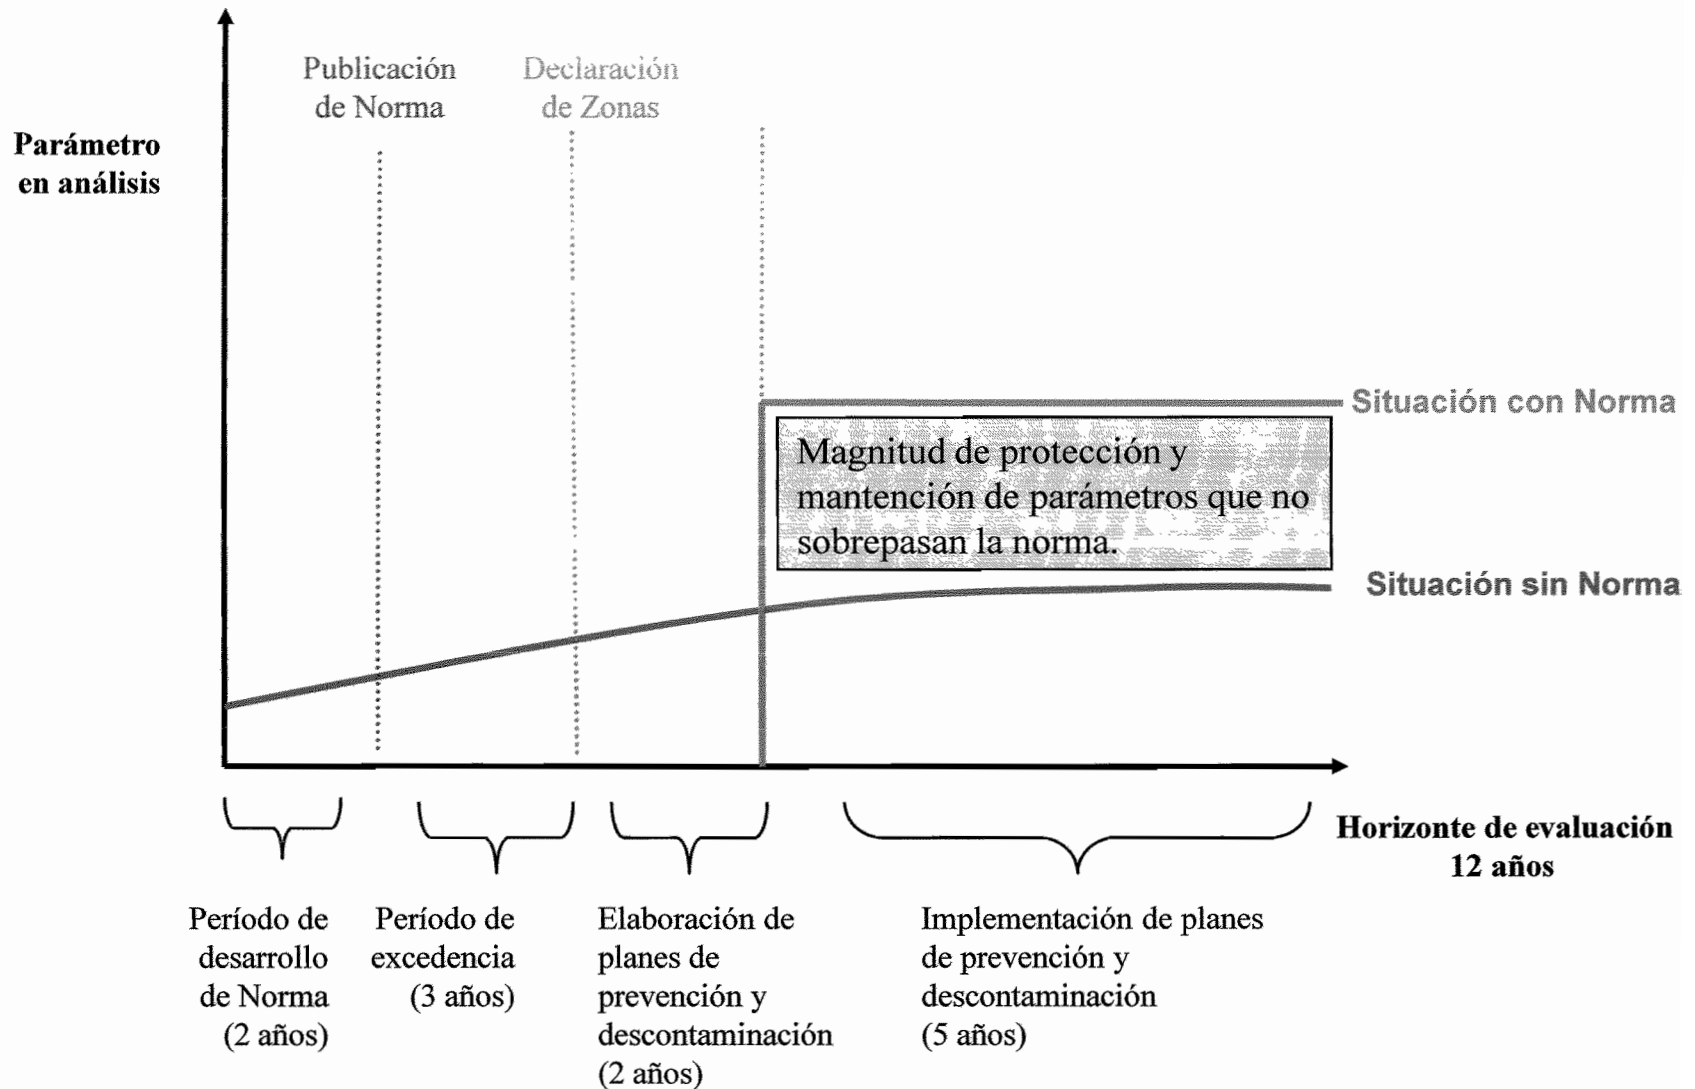 Publicación
de Norma
Declaración
de Zonas
Parámetro
en análisis
Situación con Norma
Magnitud de protección y
mantención de parámetros que no
sobrepasan la norma.
Situación sin Norma
Horizonte de evaluación
12 años
Período de
desarrollo
de Norma
(2 años)
Período de
excedencia
(3 años)
Elaboración de
planes de
prevención y
descontaminación
(2 años)
Implementación de planes
de prevención y
descontaminación
(5 años)